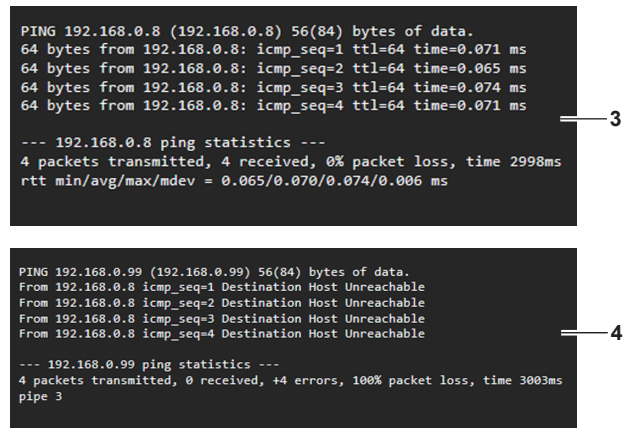 PING 192.168.0.8 (192.168.0.8) 56(84) bytes of data.
64 bytes from 192.168.0.8: icmp_seq=1 ttl=64 time=0.071 ms
64 bytes from 192.168.0.8: icmp_seq=2 ttl=64 time=0.065 ms
64 bytes from 192.168.0.8: icmp_seq=3 ttl=64 time=0.074 ms
64 bytes from 192.168.0.8: icmp_seq=4 ttl=64 time=0.071 ms
3
--- 192.168.0.8 ping statistics ---
4 packets transmitted, 4 received, 0% packet loss, time 2998ms
rtt min/avg/max/mdev = 0.065/0.070/0.074/0.006 ms
PING 192.168.0.99 (192.168.0.99) 56(84) bytes of data.
From 192.168.0.8 icmp_seq=1 Destination Host Unreachable
From 192.168.0.8 icmp_seq=2 Destination Host Unreachable
From 192.168.0.8 icmp_seq=3 Destination Host Unreachable
From 192.168.0.8 icmp_seq=4 Destination Host Unreachable
4
--- 192.168.0.99 ping statistics ---
4 packets transmitted, 0 received, +4 errors, 100% packet loss, time 3003ms
pipe 3